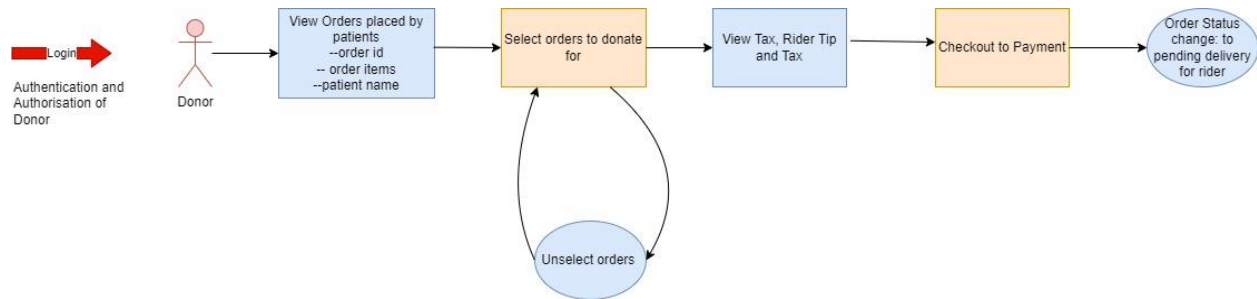 Login
Authentication and
Authorisation of
Donor
Donor
View Orders placed by
patients
--order id
-- order items
--patient name
Select orders to donate
for
Unselect orders
View Tax, Rider Tip
and Tax
Checkout to Payment
Order Status
change: to
pending delivery
for rider